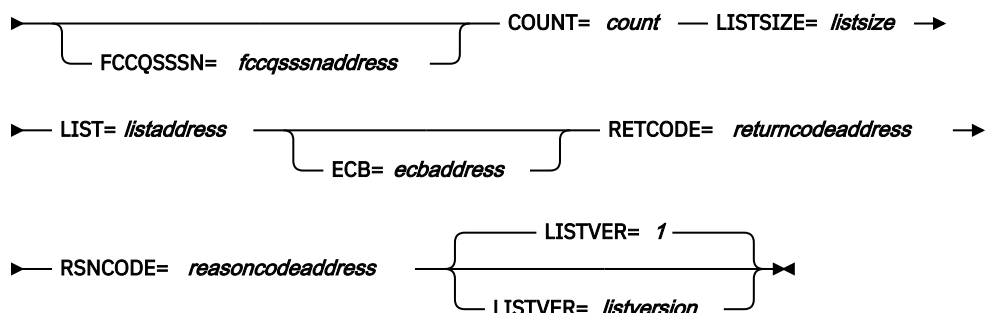 COUNT= count LISTSIZE= listsize
FCCQSSSN= fccqsssnaddress
LIST= listaddress RETCODE= returncodeaddress
ECB= ecbaddress
LISTVER= 1
RSNCODE= reasoncodeaddress
LISTVER= listversion